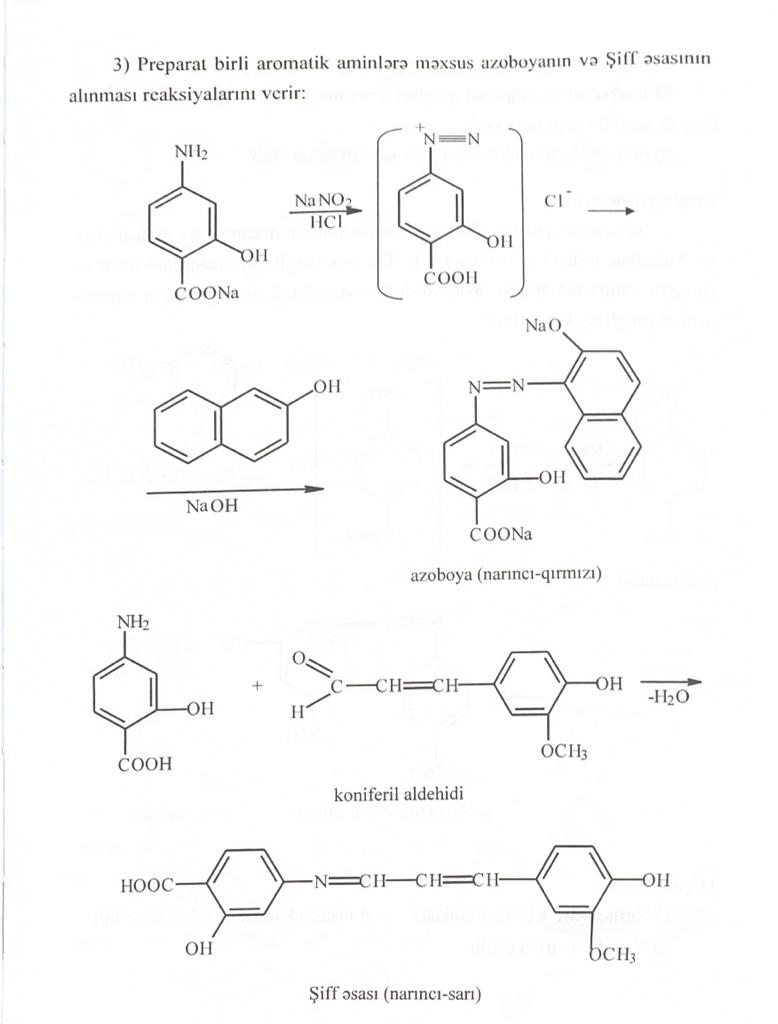 3) Preparat birli aromatik aminlərə məxsus azoboyanın və Şiff əsasının
alınması reaksiyalarını verir:
NH2
OH
COONa
NaNO2
HCl
+
N N
OH
COOH
Cl-
OH
NaOH
NaO
N N
OH
COONa
azoboya (narıncı-qırmızı)
NH2
OH
COOH
+
O
C CH CH
H
OH
OCH3
-H2O
koniferil aldehidi
HOOC
OH
N CH CH CH
OH
OCH3
Şiff əsası (narıncı-sarı)